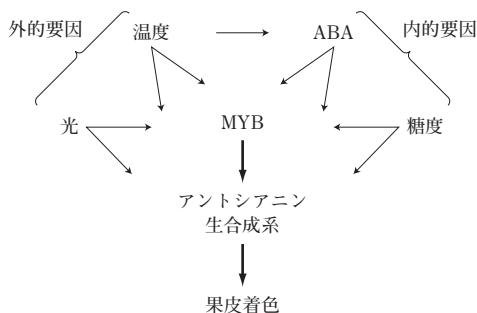 外的要因
温度
ABA
内的要因
光
MYB
糖度
アントシアニン
生合成系
果皮着色